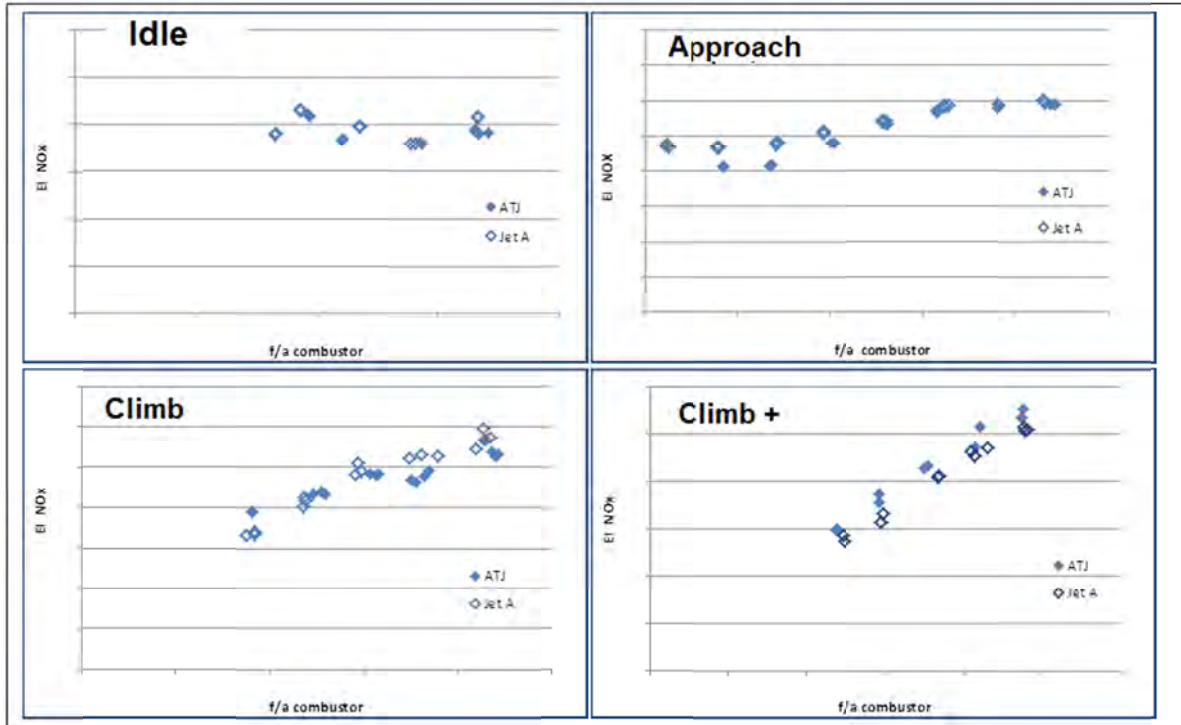 Idle
EI NOx
ATJ
Jet A
f/a combustor
Approach
EI NOx
ATJ
Jet A
f/a combustor
Climb
EI NOx
ATJ
Jet A
f/a combustor
Climb +
EI NOx
ATJ
Jet A
f/a combustor